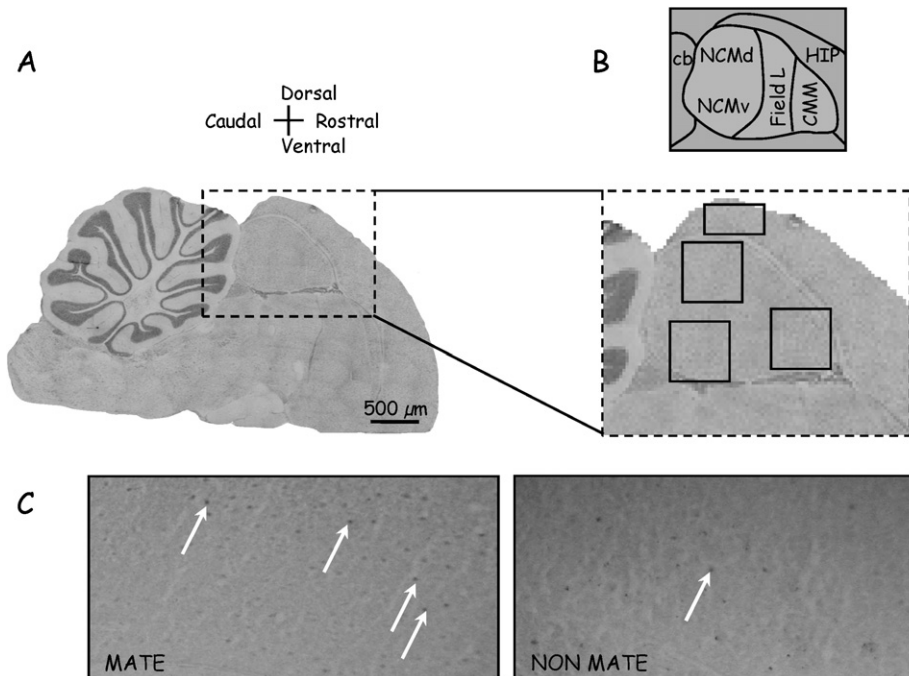 A
Dorsal
Caudal Rostral
Ventral
500 µm
B
cb NCMd HIP
NCMv Field L CMM
C
MATE
NON MATE